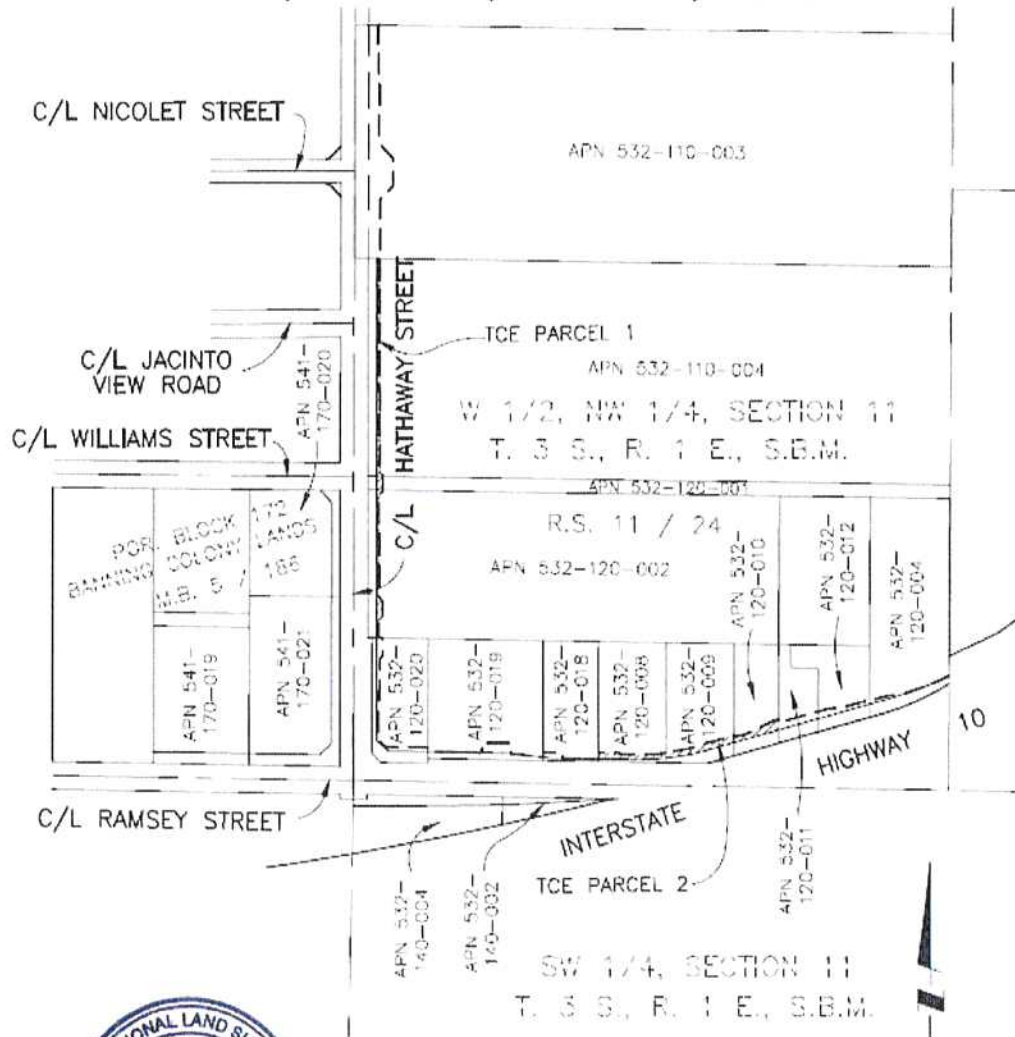 C/L NICOLET STREET
APN 532-110-003
HATHAWAY STREET
C/L
TCE PARCEL 1
C/L JACINTO
VIEW ROAD
APN 541-
170-020
APN 532-110-004
W 1/2, NW 1/4, SECTION 11
T. 3 S., R. 1 E., S.B.M.
C/L WILLIAMS STREET
APN 532-120-001
R.S. 11 / 24
APN 532-120-002
POR. BLOCK 172
BANNING COLONY LANDS
M.B. 5 / 186
APN 532-
120-010
APN 532-
120-012
APN 532-
120-004
APN 541-
170-019
APN 541-
170-021
APN 532-
120-020
APN 532-
120-019
APN 532-
120-018
APN 532-
120-008
APN 532-
120-009
INTERSTATE HIGHWAY 10
C/L RAMSEY STREET
APN 532-
140-004
APN 532-
140-002
TCE PARCEL 2
APN 532-
120-011
SW 1/4, SECTION 11
T. 3 S., R. 1 E., S.B.M.
LAND